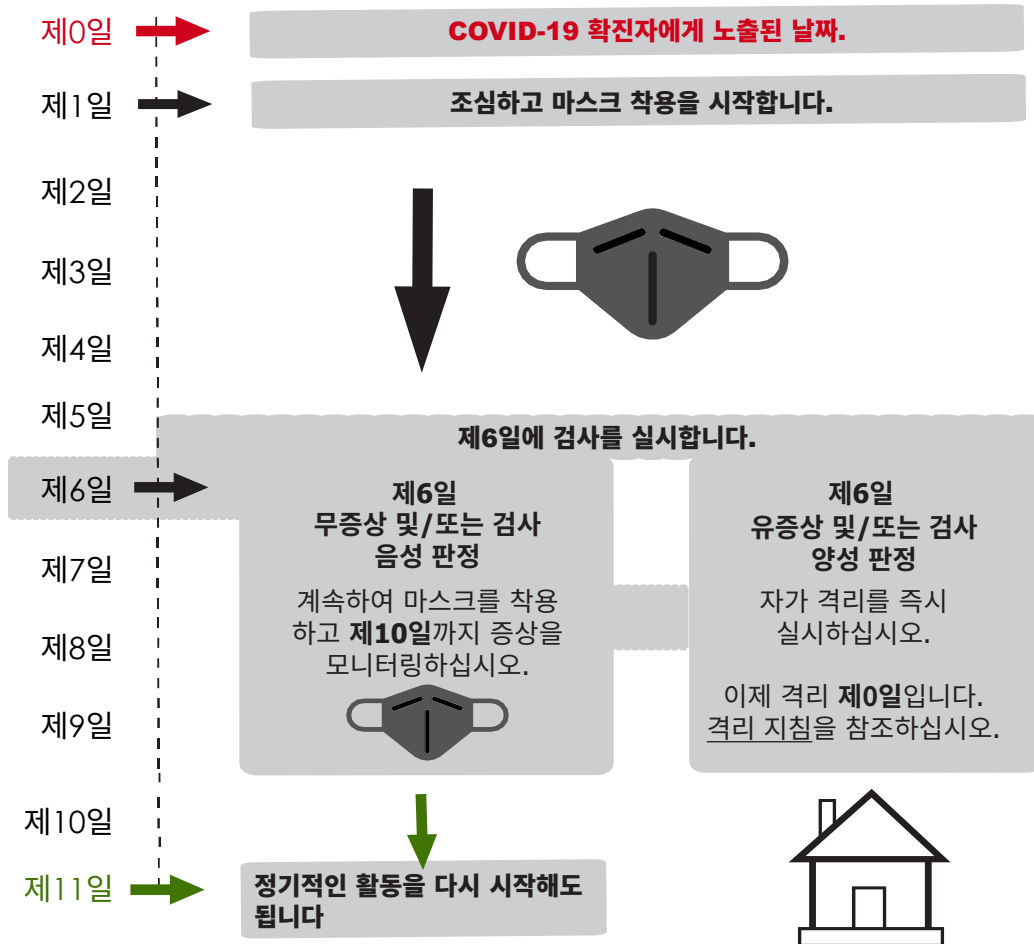 제0일
COVID-19 확진자에게 노출된 날짜.
제1일
조심하고 마스크 착용을 시작합니다.
제2일
제3일
제4일
제5일
제6일에 검사를 실시합니다.
제6일
제6일
무증상 및/또는 검사
음성 판정
계속하여 마스크를 착용
하고 제10일까지 증상을
모니터링하십시오.
제6일
유증상 및/또는 검사
양성 판정
자가 격리를 즉시
실시하십시오.
이제 격리 제0일입니다.
격리 지침을 참조하십시오.
제7일
제8일
제9일
제10일
제11일
정기적인 활동을 다시 시작해도
됩니다